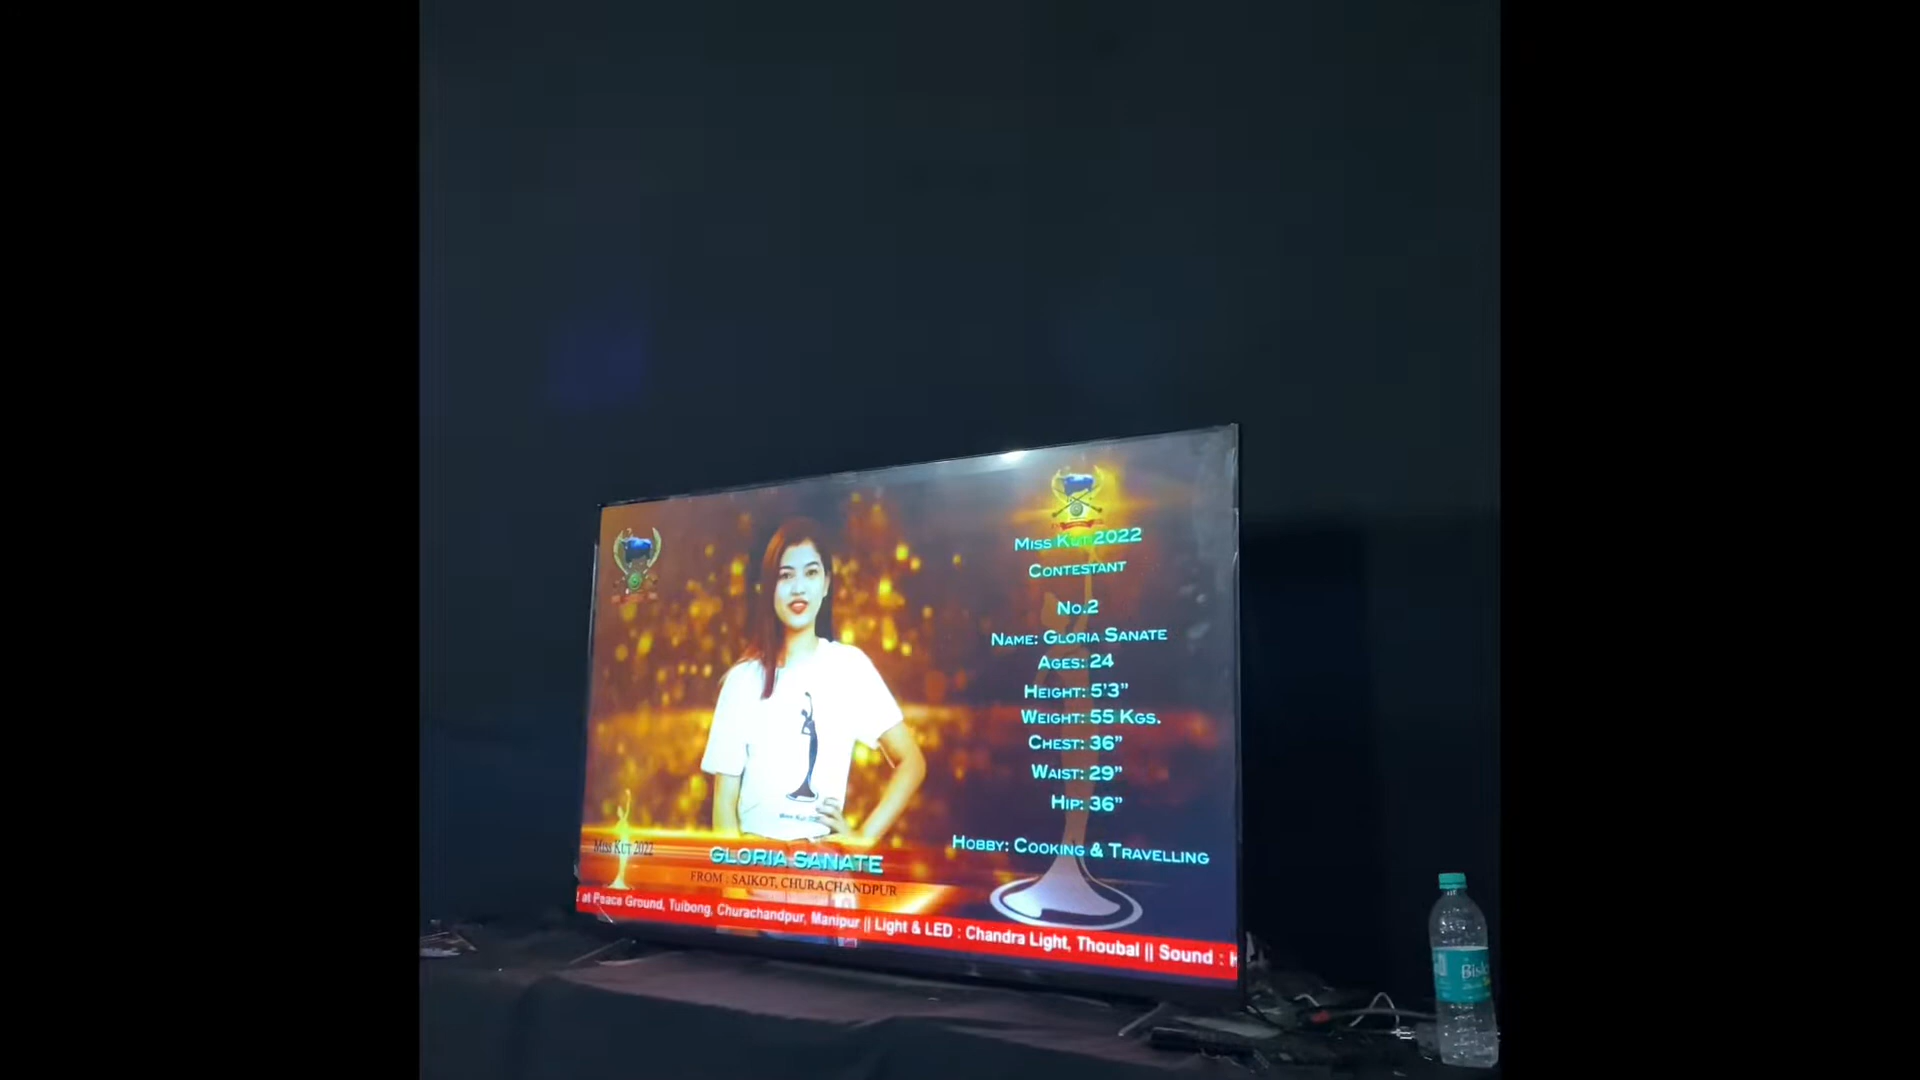 Miss Kut 2022
Contestant
No.2
Name: Gloria Sanate
Ages: 24
Height: 5'3"
Weight: 55 Kgs.
Chest: 36"
Waist: 29"
Hip: 36"
Hobby: Cooking & Travelling
Miss Kut 2022
GLORIA SANATE
FROM : SAIKOT, CHURACHANDPUR
at Peace Ground, Tuibong, Churachandpur, Manipur || Light & LED : Chandra Light, Thoubal || Sound :